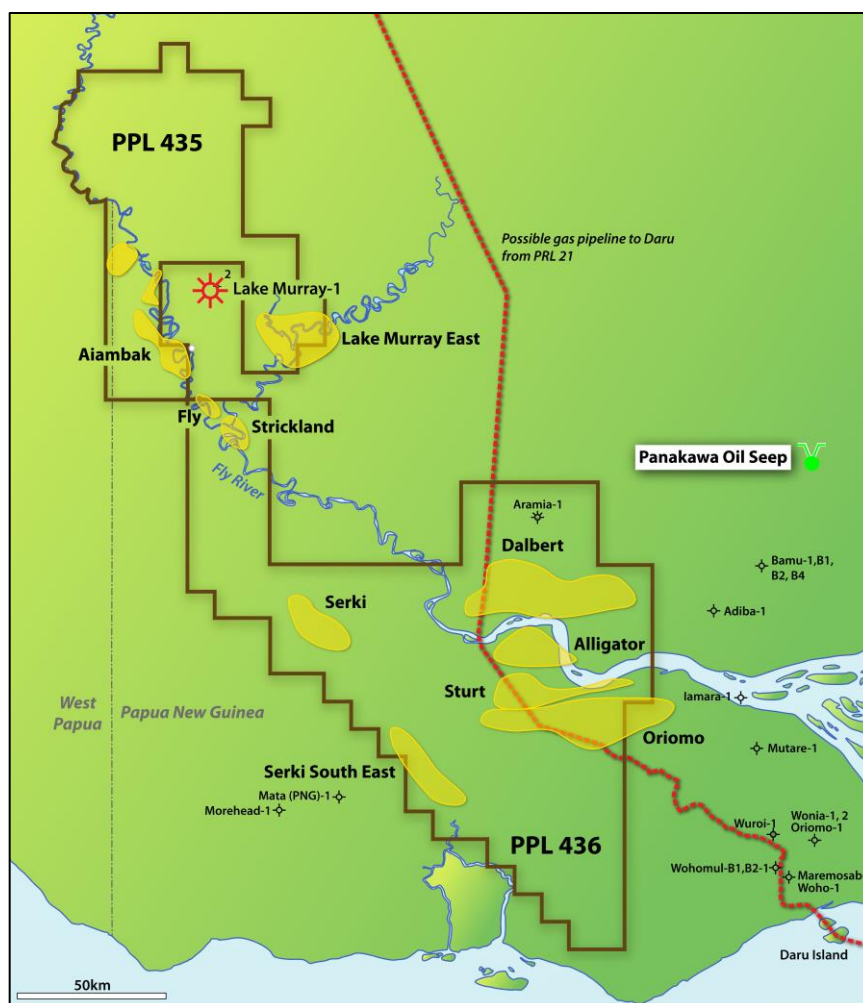 PPL 435
Possible gas pipeline to Daru
from PRL 21
2
Lake Murray-1
Lake Murray East
Aiambak
Fly
Strickland
Fly River
Panakawa Oil Seep
Aramia-1
Dalbert
Bamu-1,B1,
B2, B4
Adiba-1
Serki
Alligator
Sturt
Iamara-1
West
Papua
Papua New Guinea
Oriomo
Mutare-1
Serki South East
Mata (PNG)-1
Morehead-1
PPL 436
Wuroi-1
Wonia-1, 2
Oriomo-1
Wohomul-B1,B2-1
Maremosab
Woho-1
Daru Island
50km